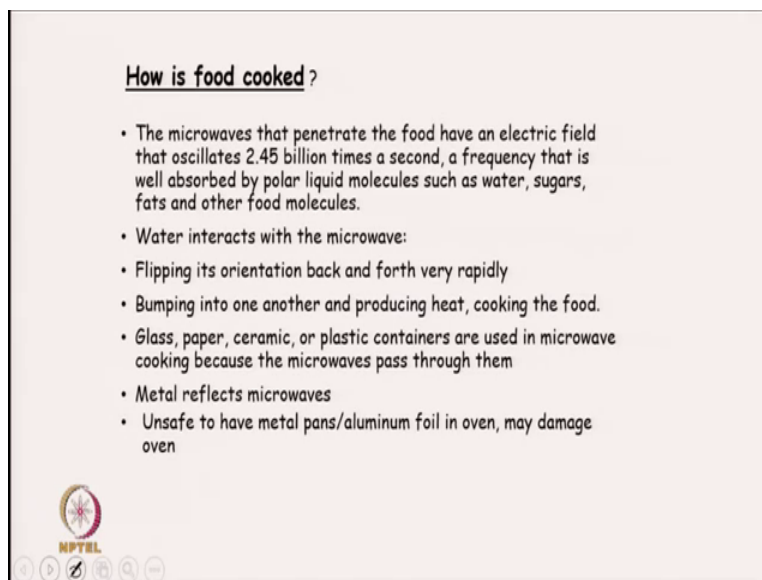 How is food cooked ?
• The microwaves that penetrate the food have an electric field
that oscillates 2.45 billion times a second, a frequency that is
well absorbed by polar liquid molecules such as water, sugars,
fats and other food molecules.
• Water interacts with the microwave:
• Flipping its orientation back and forth very rapidly
• Bumping into one another and producing heat, cooking the food.
• Glass, paper, ceramic, or plastic containers are used in microwave
cooking because the microwaves pass through them
• Metal reflects microwaves
• Unsafe to have metal pans/aluminum foil in oven, may damage
oven
NPTEL